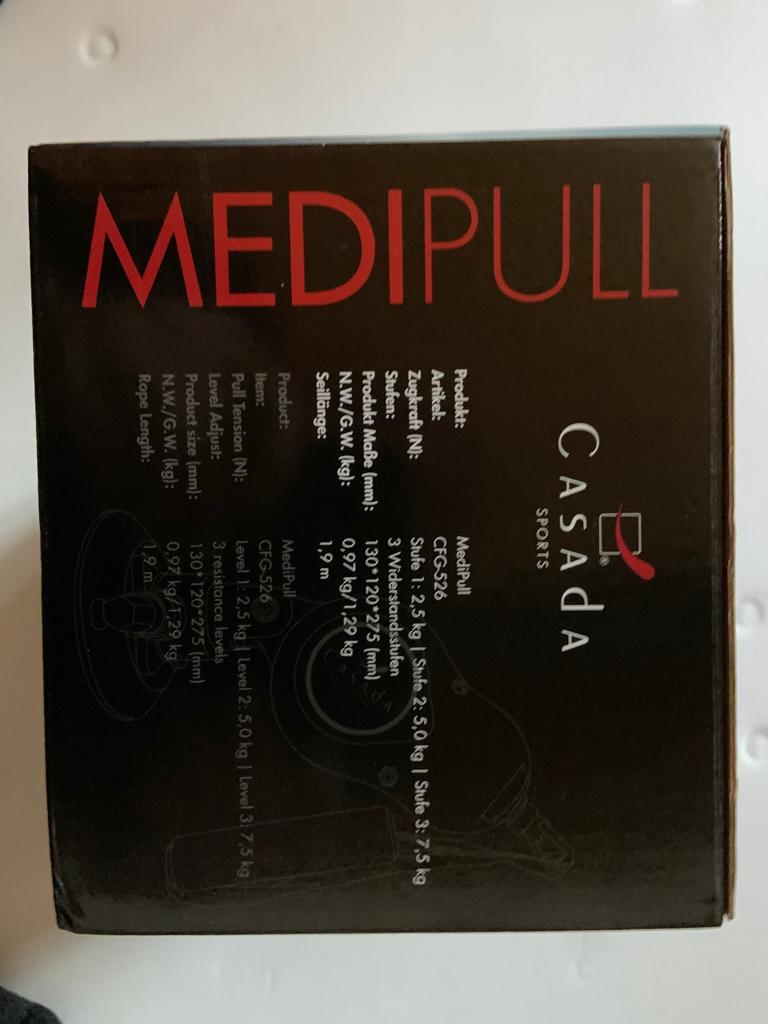 MEDIPULL
CASAdA
SPORTS
Produkt: MediPull
Artikel: CFG-526
Zugkraft (N): Stufe 1: 2,5 kg | Stufe 2: 5,0 kg | Stufe 3: 7,5 kg
Stufen: 3 Widerstandsstufen
Produkt Maße (mm): 130*120*275 (mm)
N.W./G.W. (kg): 0,97 kg/1,29 kg
Seillänge: 1,9 m
Product: MediPull
Item: CFG-526
Pull Tension (N): Level 1: 2,5 kg | Level 2: 5,0 kg | Level 3: 7,5 kg
Level Adjust: 3 resistance levels
Product size (mm): 130*120*275 (mm)
N.W./G.W. (kg): 0,97 kg/1,29 kg
Rope Length: 1,9 m
CASAdA